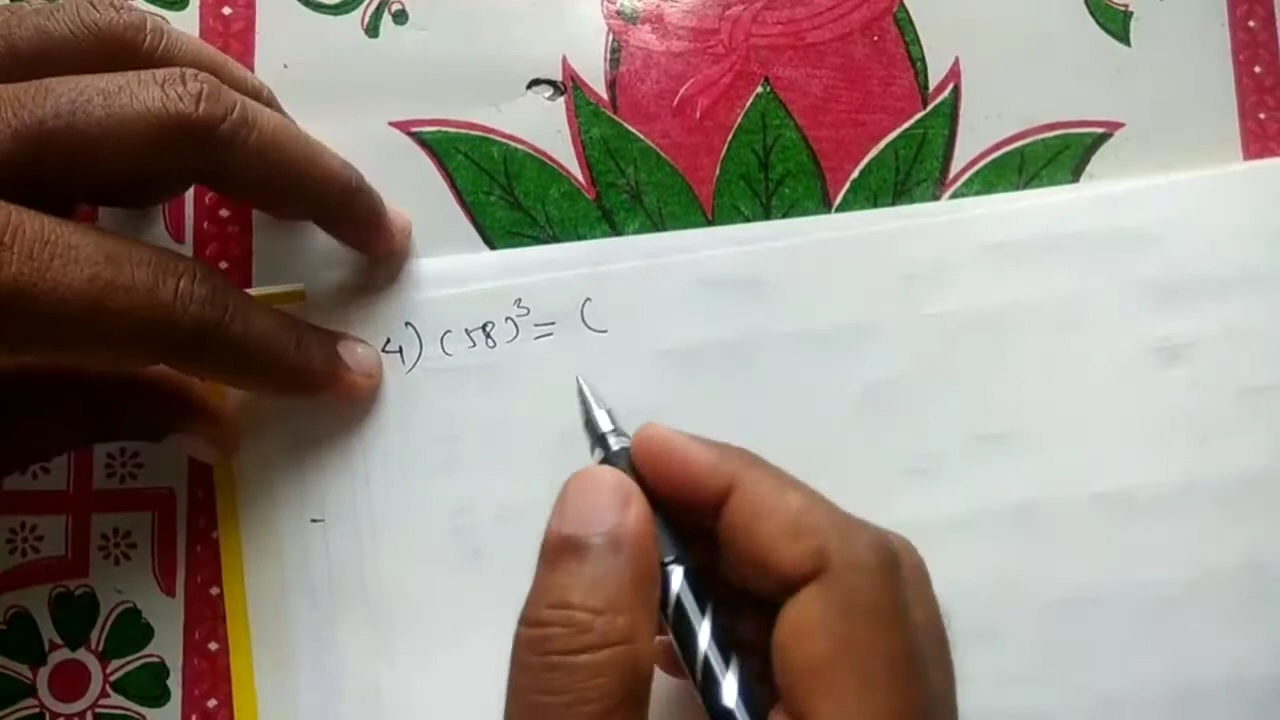 4) (58)³ = (